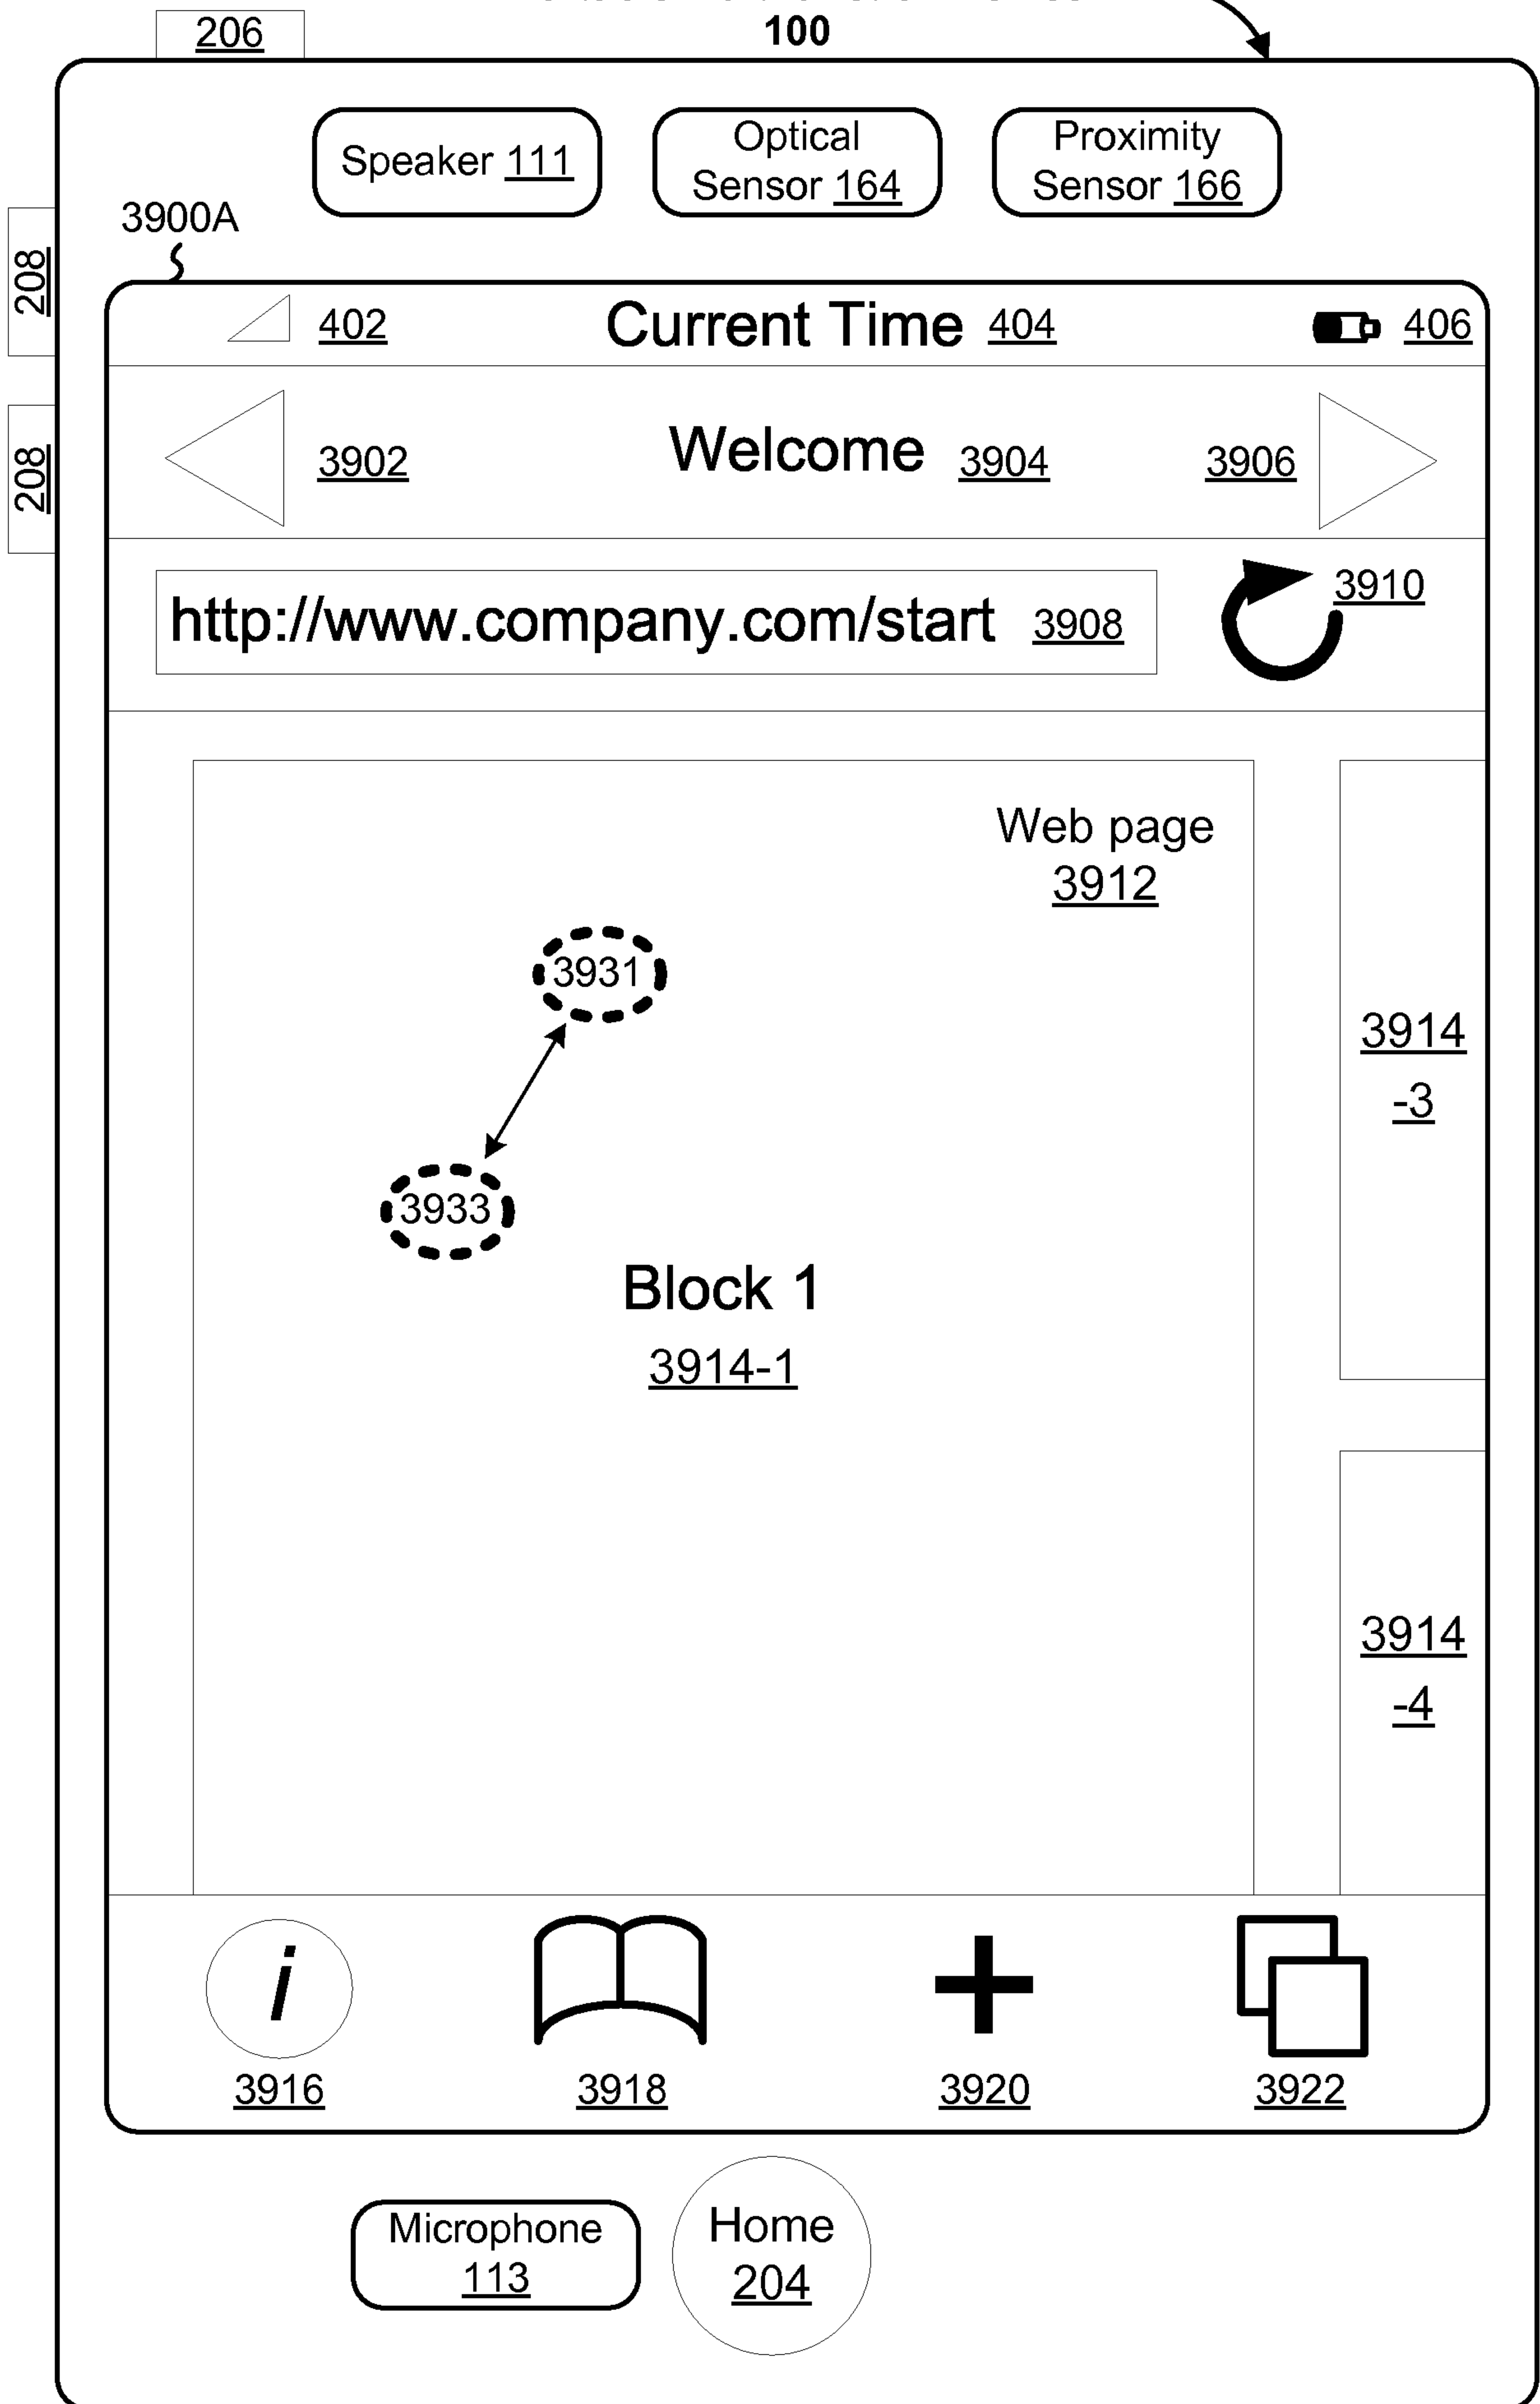 100
206
Speaker 111
Optical
Sensor 164
Proximity
Sensor 166
3900A
208
208
402
Current Time 404
406
3902
Welcome 3904
3906
http://www.company.com/start 3908
3910
Web page
3912
3931
3933
Block 1
3914-1
3914
-3
3914
-4
i
3916
3918
3920
3922
Microphone
113
Home
204